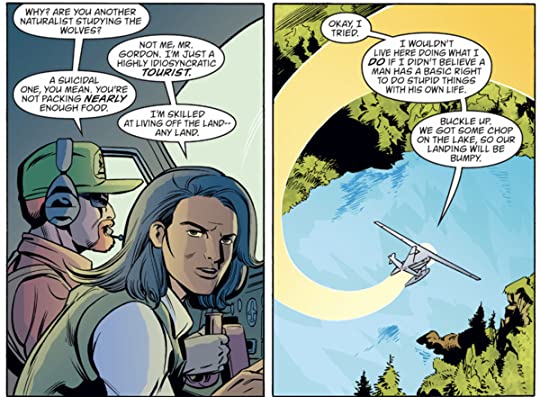 WHY? ARE YOU ANOTHER
NATURALIST STUDYING THE
WOLVES?
NOT ME, MR.
GORDON. I'M JUST A
HIGHLY IDIOSYNCRATIC
TOURIST.
A SUICIDAL
ONE, YOU MEAN. YOU'RE
NOT PACKING NEARLY
ENOUGH FOOD.
I'M SKILLED
AT LIVING OFF THE LAND--
ANY LAND.
OKAY, I
TRIED.
I WOULDN'T
LIVE HERE DOING WHAT I
DO IF I DIDN'T BELIEVE A
MAN HAS A BASIC RIGHT
TO DO STUPID THINGS
WITH HIS OWN LIFE.
BUCKLE UP.
WE GOT SOME CHOP
ON THE LAKE, SO OUR
LANDING WILL BE
BUMPY.